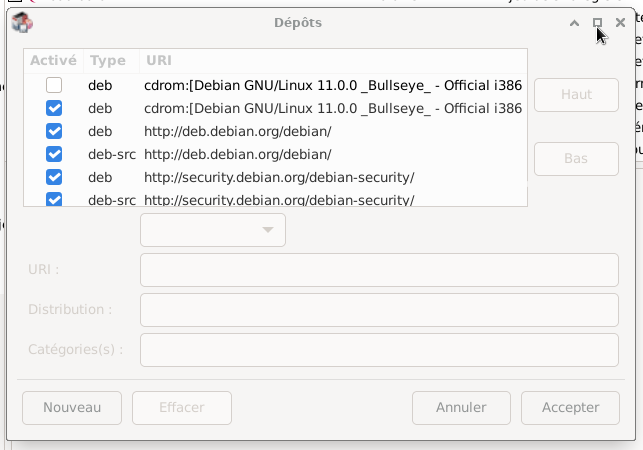 Dépôts
Activé Type URI
deb cdrom:[Debian GNU/Linux 11.0.0 _Bullseye_ - Official i386
deb cdrom:[Debian GNU/Linux 11.0.0 _Bullseye_ - Official i386
deb http://deb.debian.org/debian/
deb-src http://deb.debian.org/debian/
deb http://security.debian.org/debian-security/
deb-src http://security.debian.org/debian-security/
Haut
Bas
URI :
Distribution :
Catégories(s) :
Nouveau Effacer Annuler Accepter